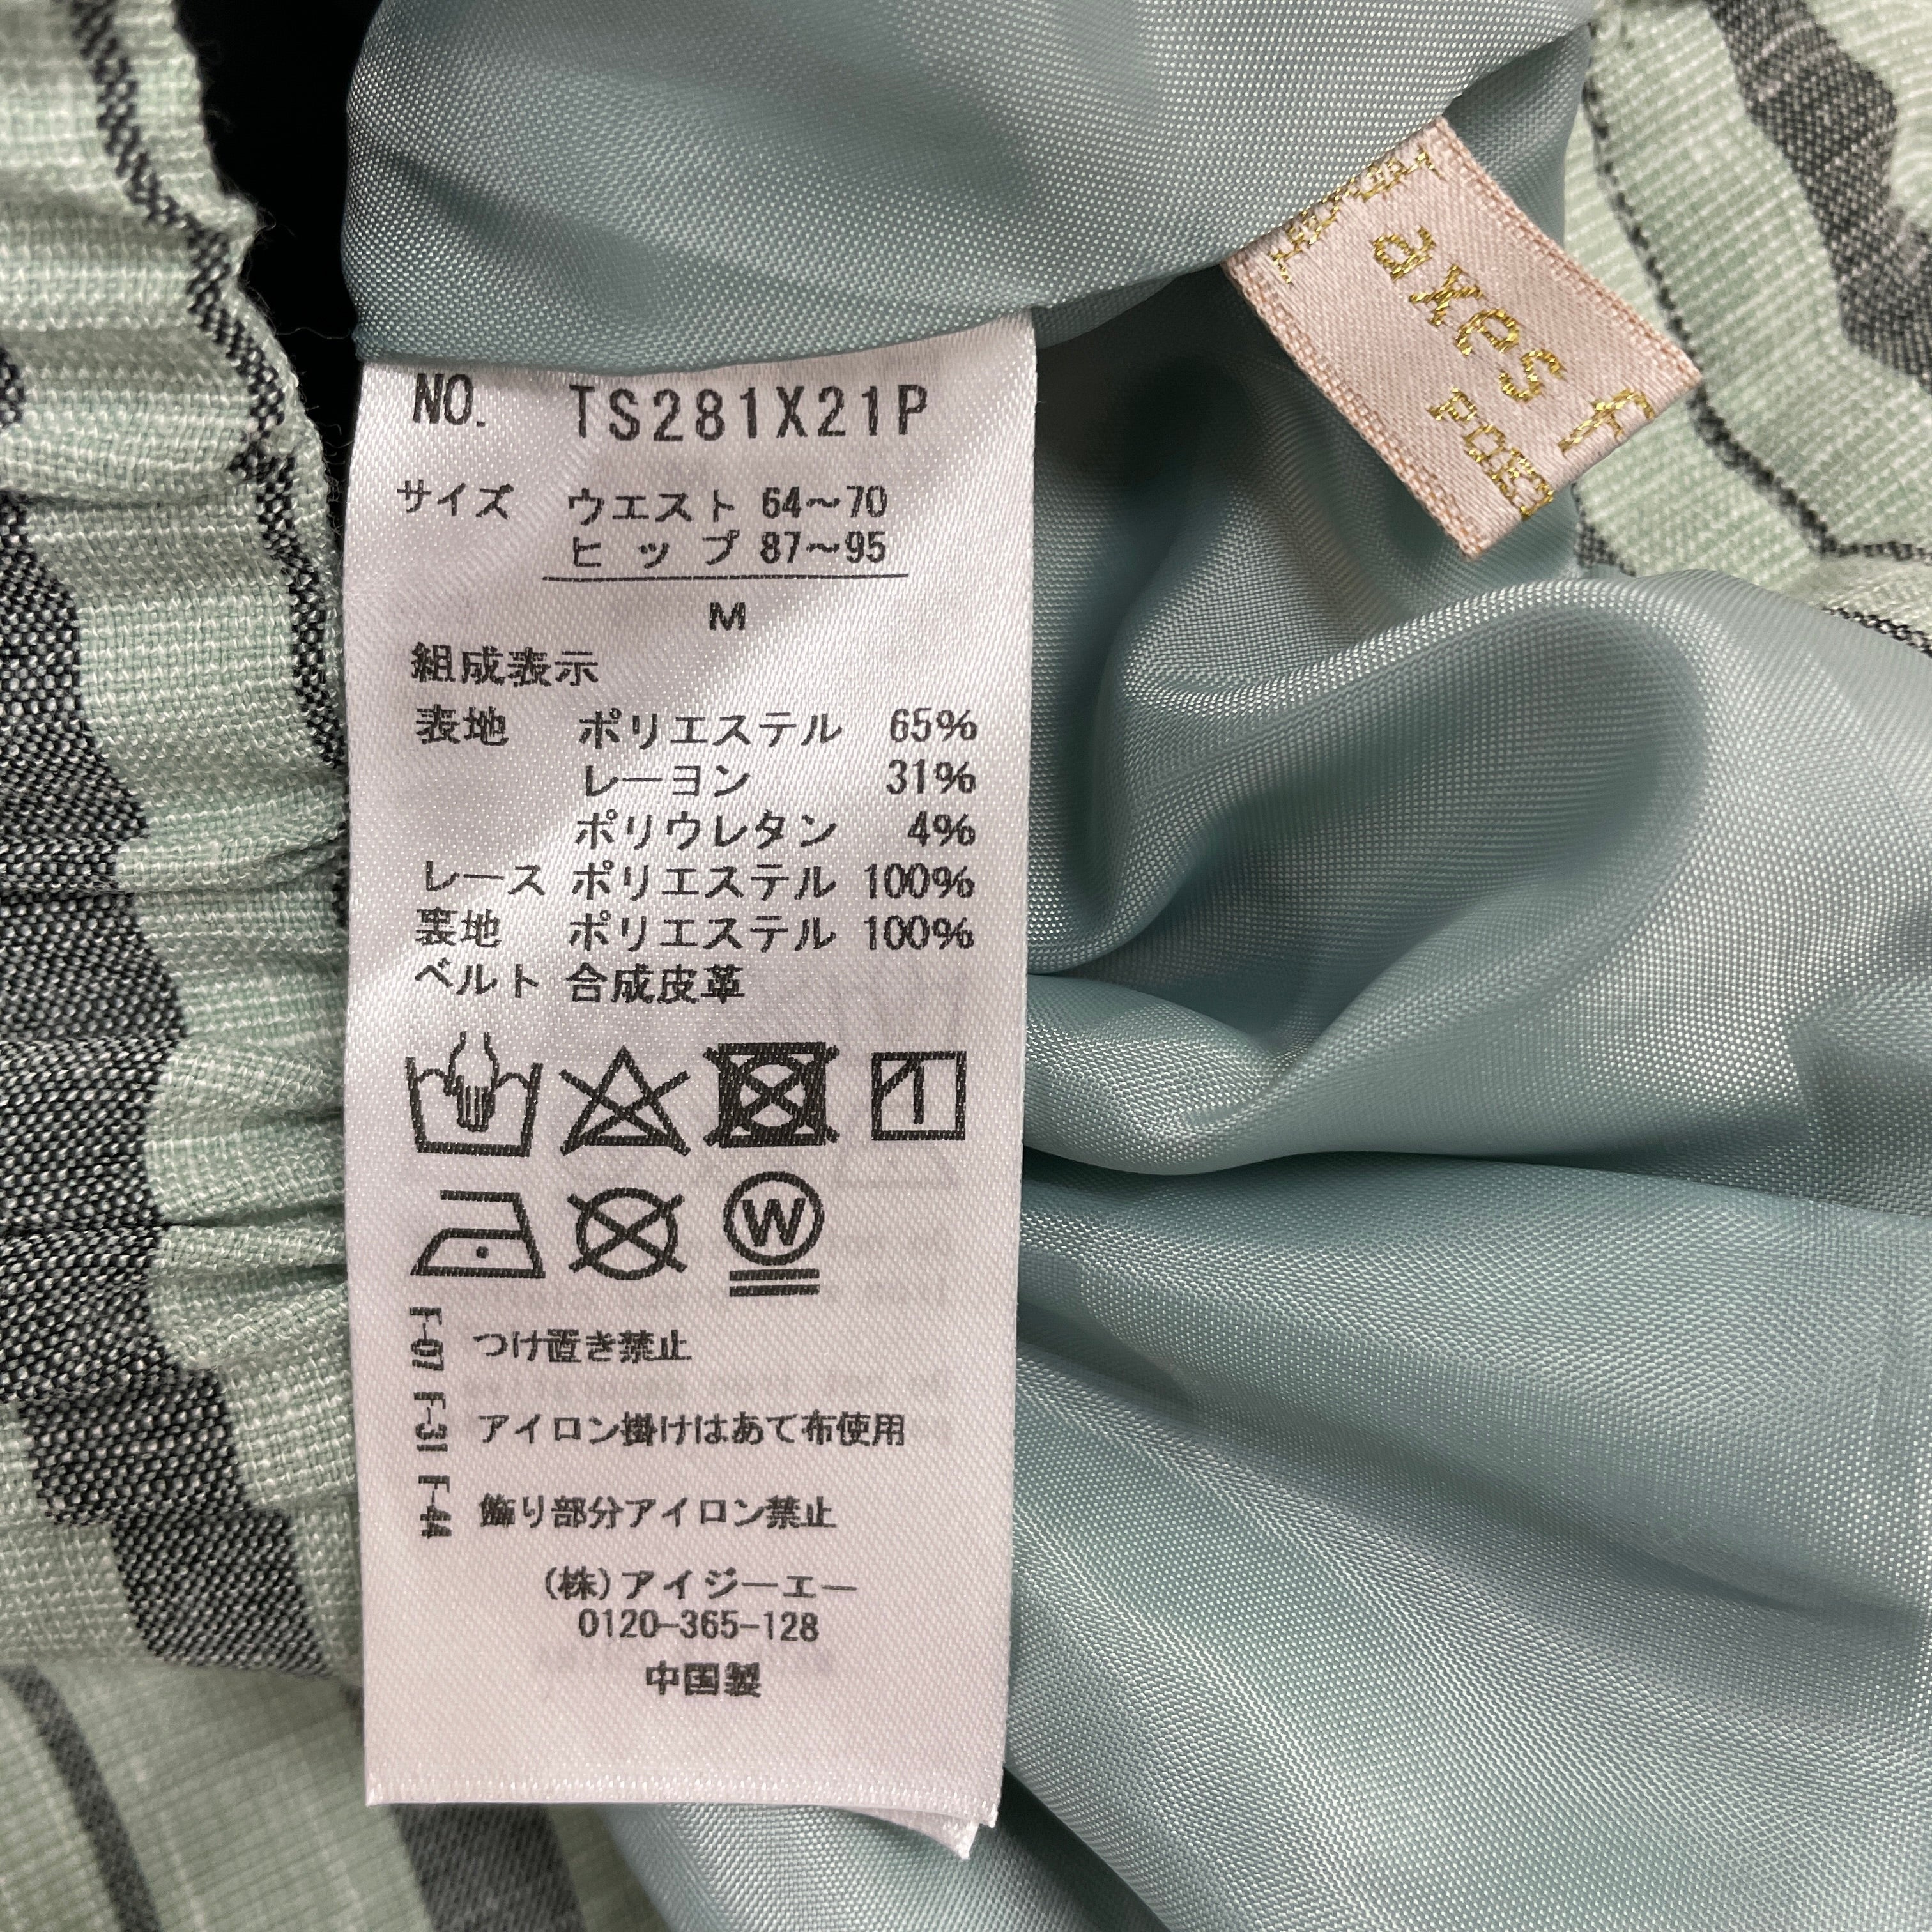 NO. TS281X21P
サイズ ウエスト 64〜70
ヒップ 87〜95
M
組成表示
表地 ポリエステル 65%
レーヨン 31%
ポリウレタン 4%
レース ポリエステル 100%
裏地 ポリエステル 100%
ベルト 合成皮革
W
F-07 つけ置き禁止
F-31 アイロン掛けはあて布使用
F-44 飾り部分アイロン禁止
(株)アイジーエー
0120-365-128
中国製
axes f
POE